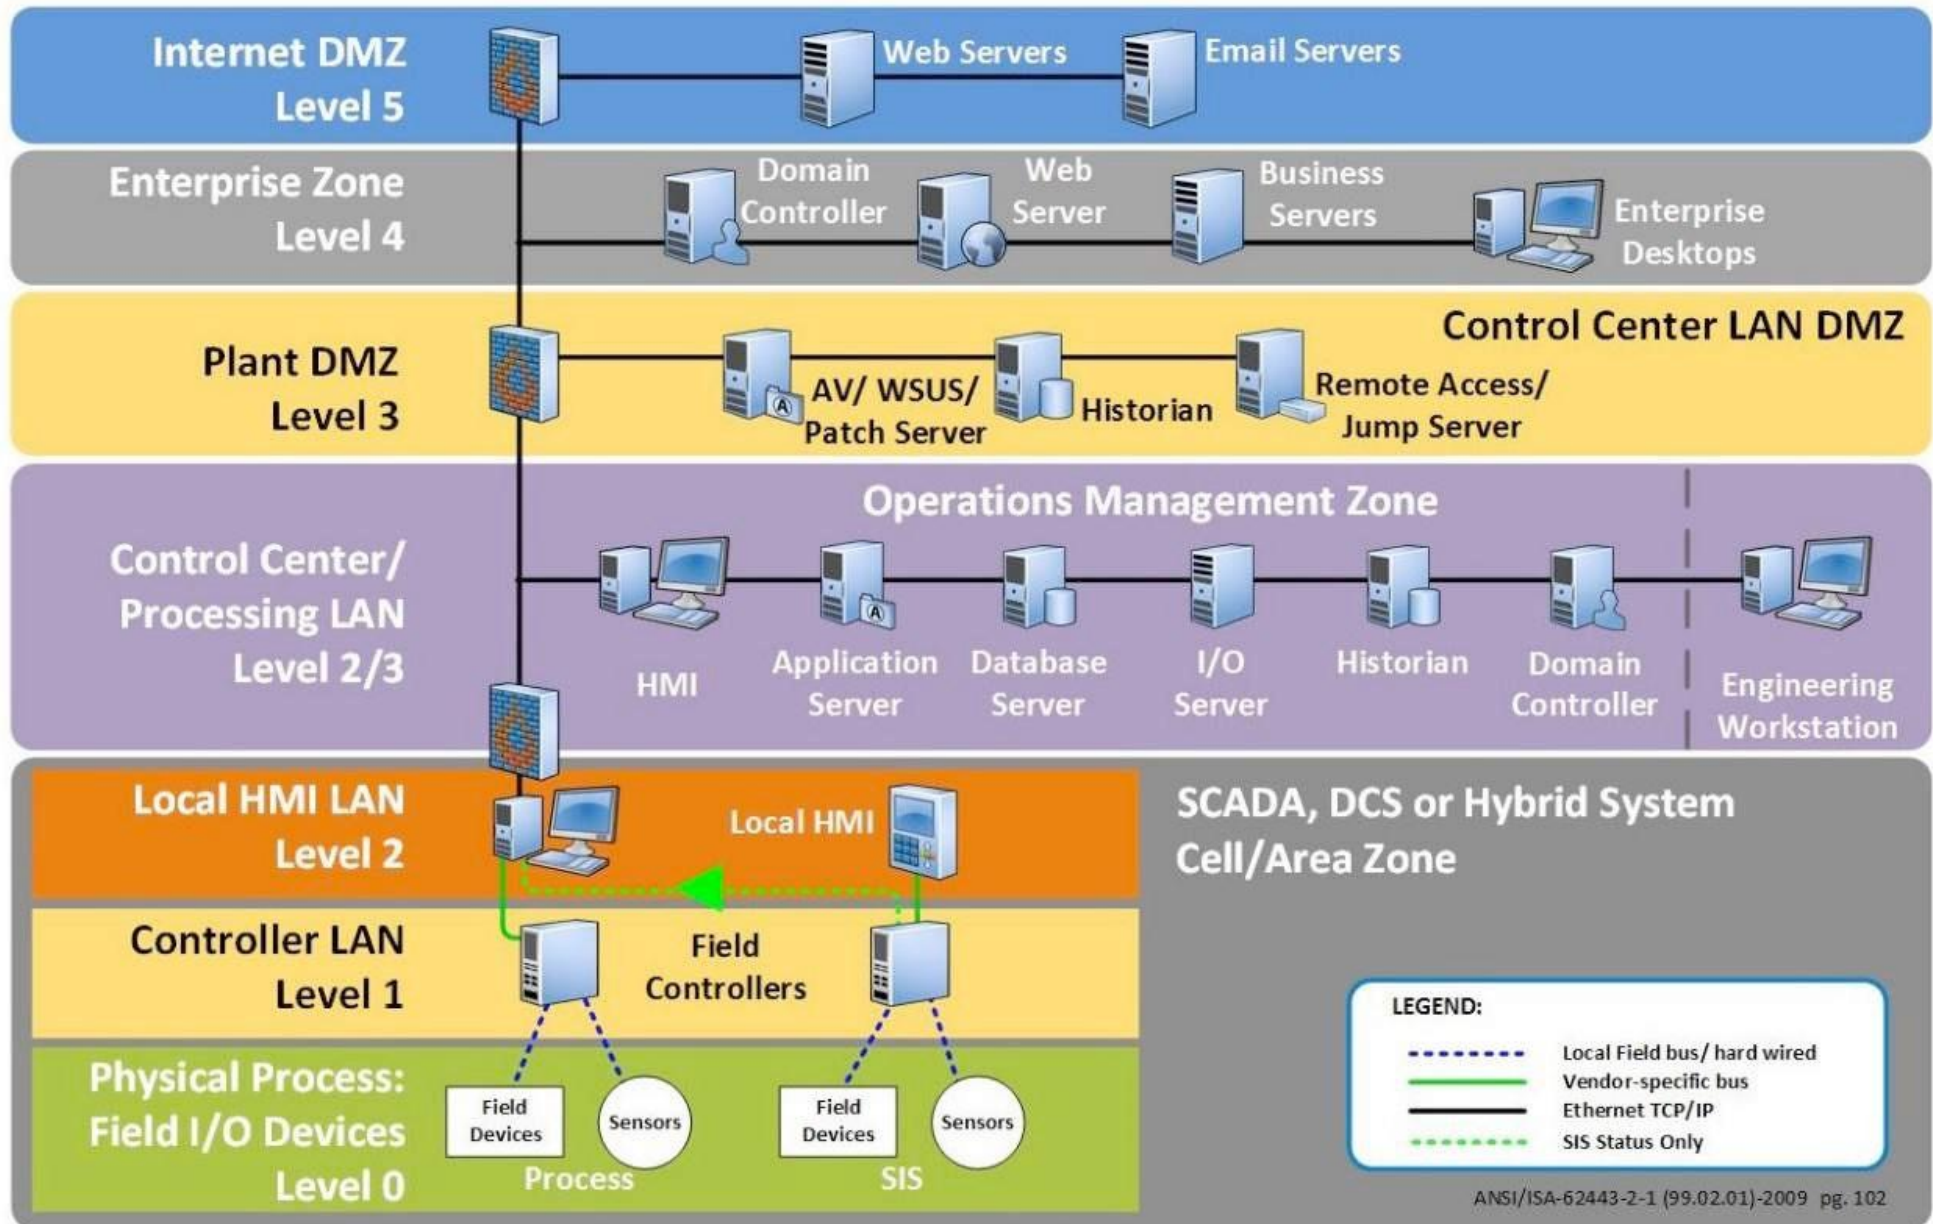 Internet DMZ
Level 5
Web Servers
Email Servers
Enterprise Zone
Level 4
Domain
Controller
Web
Server
Business
Servers
Enterprise
Desktops
Plant DMZ
Level 3
Control Center LAN DMZ
AV/ WSUS/
Patch Server
Historian
Remote Access/
Jump Server
Control Center/
Processing LAN
Level 2/3
Operations Management Zone
HMI
Application
Server
Database
Server
I/O
Server
Historian
Domain
Controller
Engineering
Workstation
Local HMI LAN
Level 2
Local HMI
SCADA, DCS or Hybrid System
Cell/Area Zone
Controller LAN
Level 1
Field
Controllers
Physical Process:
Field I/O Devices
Level 0
Field
Devices
Sensors
Process
Field
Devices
Sensors
SIS
LEGEND:
Local Field bus/ hard wired
Vendor-specific bus
Ethernet TCP/IP
SIS Status Only
ANSI/ISA-62443-2-1 (99.02.01)-2009 pg. 102